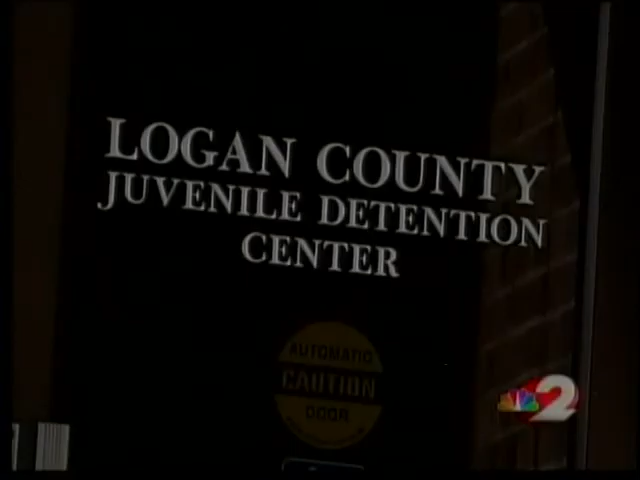 LOGAN COUNTY
JUVENILE DETENTION
CENTER
AUTOMATIC
CAUTION
DOOR
2